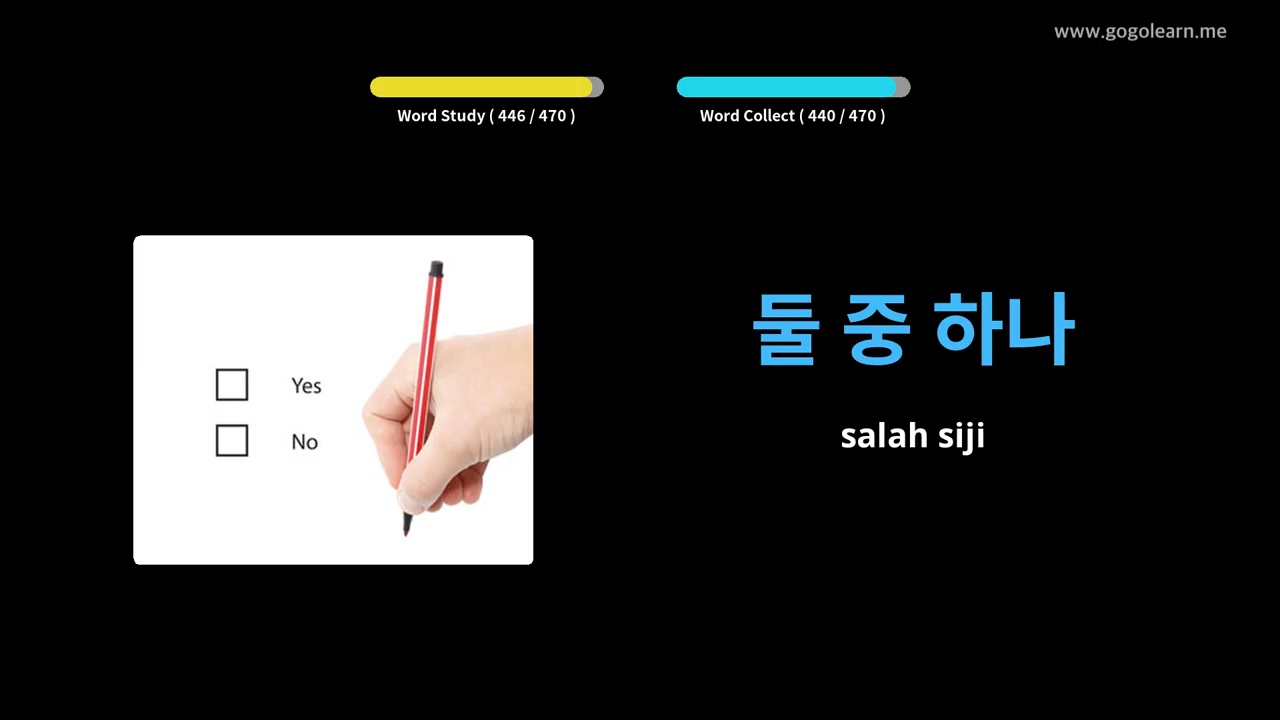 www.gogolearn.me
Word Study ( 446 / 470 )
Word Collect ( 440 / 470 )
Yes
No
둘 중 하나
salah siji